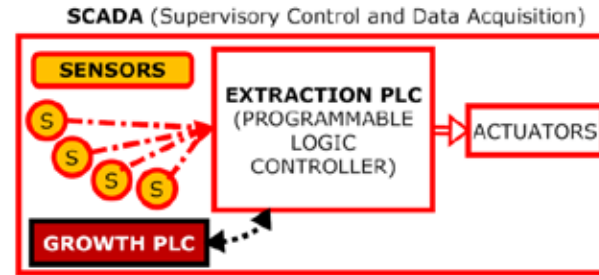 SCADA (Supervisory Control and Data Acquisition)
SENSORS
S
S
S
S
EXTRACTION PLC
(PROGRAMMABLE
LOGIC
CONTROLLER)
ACTUATORS
GROWTH PLC